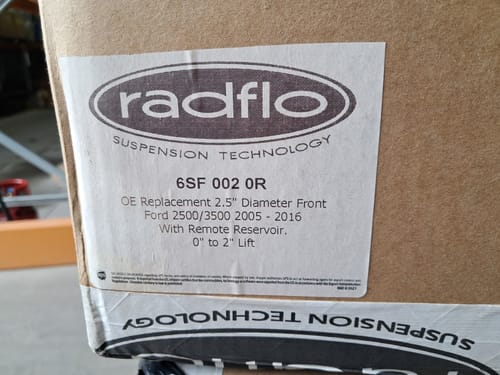 radflo
SUSPENSION TECHNOLOGY
6SF 002 0R
OE Replacement 2.5" Diameter Front
Ford 2500/3500 2005 - 2016
With Remote Reservoir.
0" to 2" Lift
SUSPENSION TECHNOLOGY